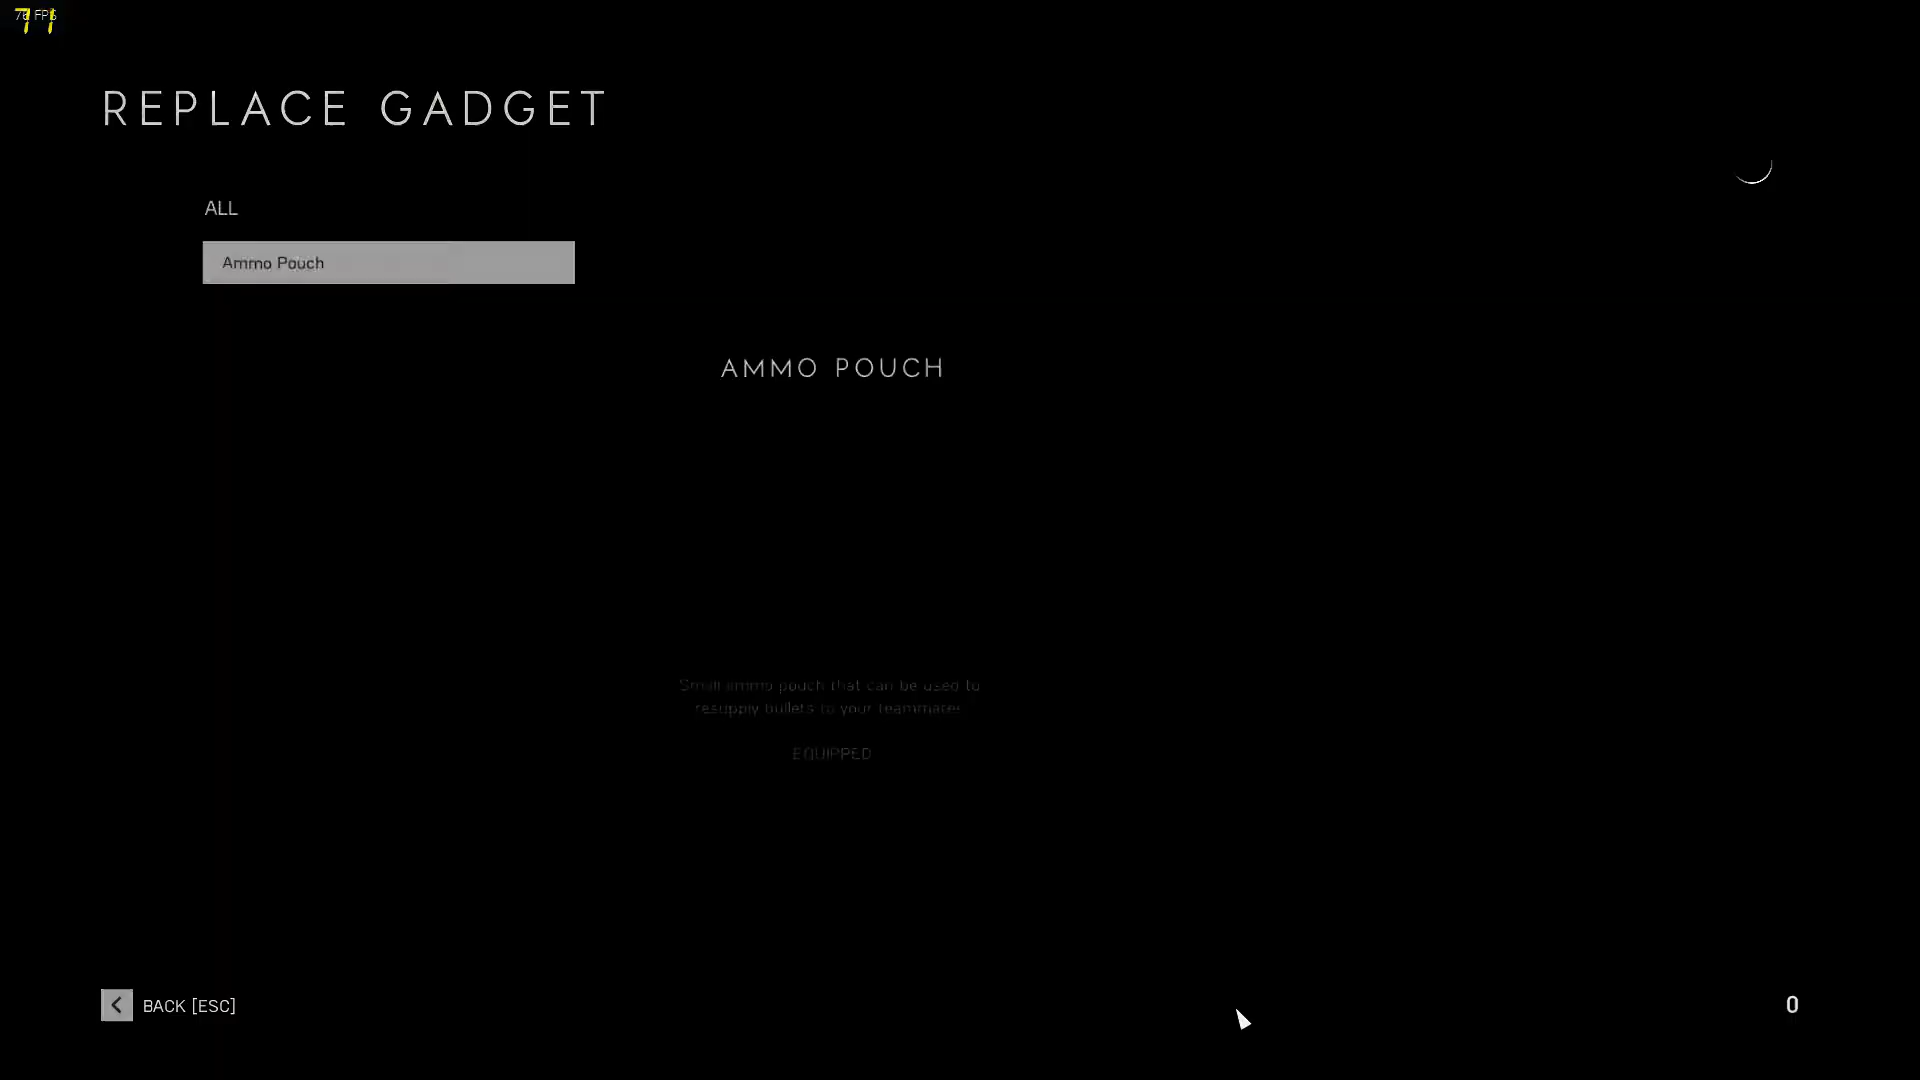 FPS
REPLACE GADGET
ALL
Ammo Pouch
AMMO POUCH
Small ammo pouch that can be used to
resupply bullets to your teammates
EQUIPPED
BACK [ESC]
0